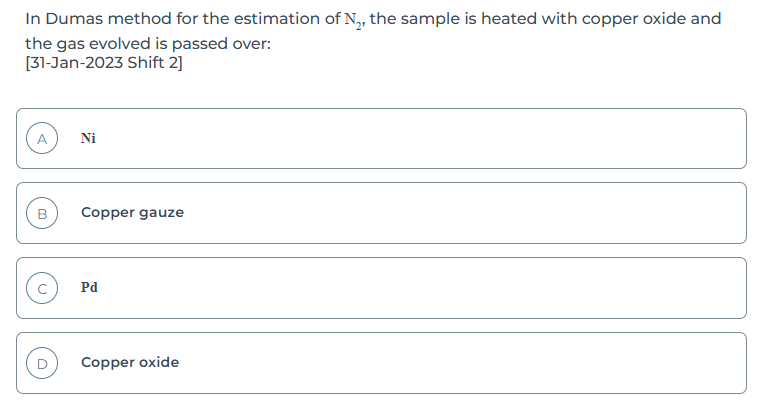 In Dumas method for the estimation of N₂, the sample is heated with copper oxide and
the gas evolved is passed over:
[31-Jan-2023 Shift 2]
A Ni
B Copper gauze
C Pd
D Copper oxide